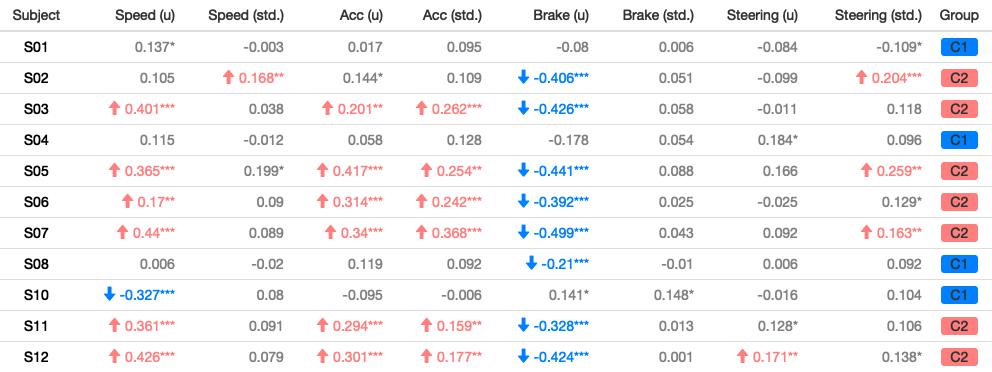 Subject Speed (u) Speed (std.) Acc (u) Acc (std.) Brake (u) Brake (std.) Steering (u) Steering (std.) Group
S01 0.137* -0.003 0.017 0.095 -0.08 0.006 -0.084 -0.109* C1
S02 0.105 ↑ 0.168** 0.144* 0.109 ↓ -0.406*** 0.051 -0.099 ↑ 0.204*** C2
S03 ↑ 0.401*** 0.038 ↑ 0.201** ↑ 0.262*** ↓ -0.426*** 0.058 -0.011 0.118 C2
S04 0.115 -0.012 0.058 0.128 -0.178 0.054 0.184* 0.096 C1
S05 ↑ 0.365*** 0.199* ↑ 0.417*** ↑ 0.254** ↓ -0.441*** 0.088 0.166 ↑ 0.259** C2
S06 ↑ 0.17** 0.09 ↑ 0.314*** ↑ 0.242*** ↓ -0.392*** 0.025 -0.025 0.129* C2
S07 ↑ 0.44*** 0.089 ↑ 0.34*** ↑ 0.368*** ↓ -0.499*** 0.043 0.092 ↑ 0.163** C2
S08 0.006 -0.02 0.119 0.092 ↓ -0.21*** -0.01 0.006 0.092 C1
S10 ↓ -0.327*** 0.08 -0.095 -0.006 0.141* 0.148* -0.016 0.104 C1
S11 ↑ 0.361*** 0.091 ↑ 0.294*** ↑ 0.159** ↓ -0.328*** 0.013 0.128* 0.106 C2
S12 ↑ 0.426*** 0.079 ↑ 0.301*** ↑ 0.177** ↓ -0.424*** 0.001 ↑ 0.171** 0.138* C2